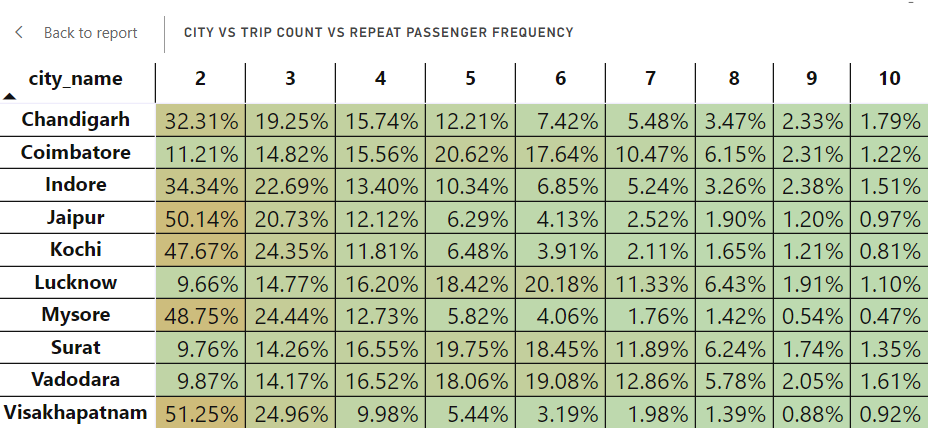 Back to report CITY VS TRIP COUNT VS REPEAT PASSENGER FREQUENCY
city_name 2 3 4 5 6 7 8 9 10
Chandigarh 32.31% 19.25% 15.74% 12.21% 7.42% 5.48% 3.47% 2.33% 1.79%
Coimbatore 11.21% 14.82% 15.56% 20.62% 17.64% 10.47% 6.15% 2.31% 1.22%
Indore 34.34% 22.69% 13.40% 10.34% 6.85% 5.24% 3.26% 2.38% 1.51%
Jaipur 50.14% 20.73% 12.12% 6.29% 4.13% 2.52% 1.90% 1.20% 0.97%
Kochi 47.67% 24.35% 11.81% 6.48% 3.91% 2.11% 1.65% 1.21% 0.81%
Lucknow 9.66% 14.77% 16.20% 18.42% 20.18% 11.33% 6.43% 1.91% 1.10%
Mysore 48.75% 24.44% 12.73% 5.82% 4.06% 1.76% 1.42% 0.54% 0.47%
Surat 9.76% 14.26% 16.55% 19.75% 18.45% 11.89% 6.24% 1.74% 1.35%
Vadodara 9.87% 14.17% 16.52% 18.06% 19.08% 12.86% 5.78% 2.05% 1.61%
Visakhapatnam 51.25% 24.96% 9.98% 5.44% 3.19% 1.98% 1.39% 0.88% 0.92%